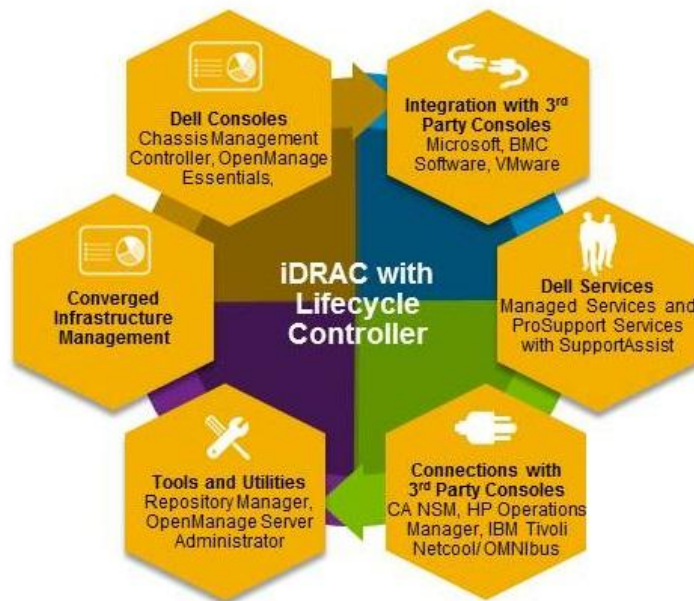 Dell Consoles
Chassis Management
Controller, OpenManage
Essentials,
Integration with 3rd
Party Consoles
Microsoft, BMC
Software, VMware
Converged
Infrastructure
Management
iDRAC with
Lifecycle
Controller
Dell Services
Managed Services and
ProSupport Services
with SupportAssist
Tools and Utilities
Repository Manager,
OpenManage Server
Administrator
Connections with
3rd Party Consoles
CA NSM, HP Operations
Manager, IBM Tivoli
Netcool/ OMNIbus